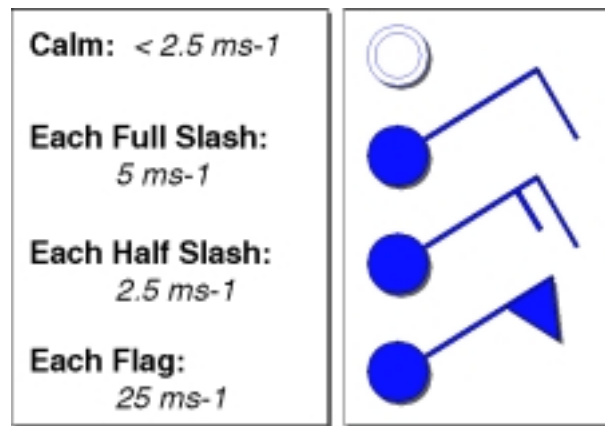 Calm: < 2.5 ms-1
Each Full Slash:
5 ms-1
Each Half Slash:
2.5 ms-1
Each Flag:
25 ms-1